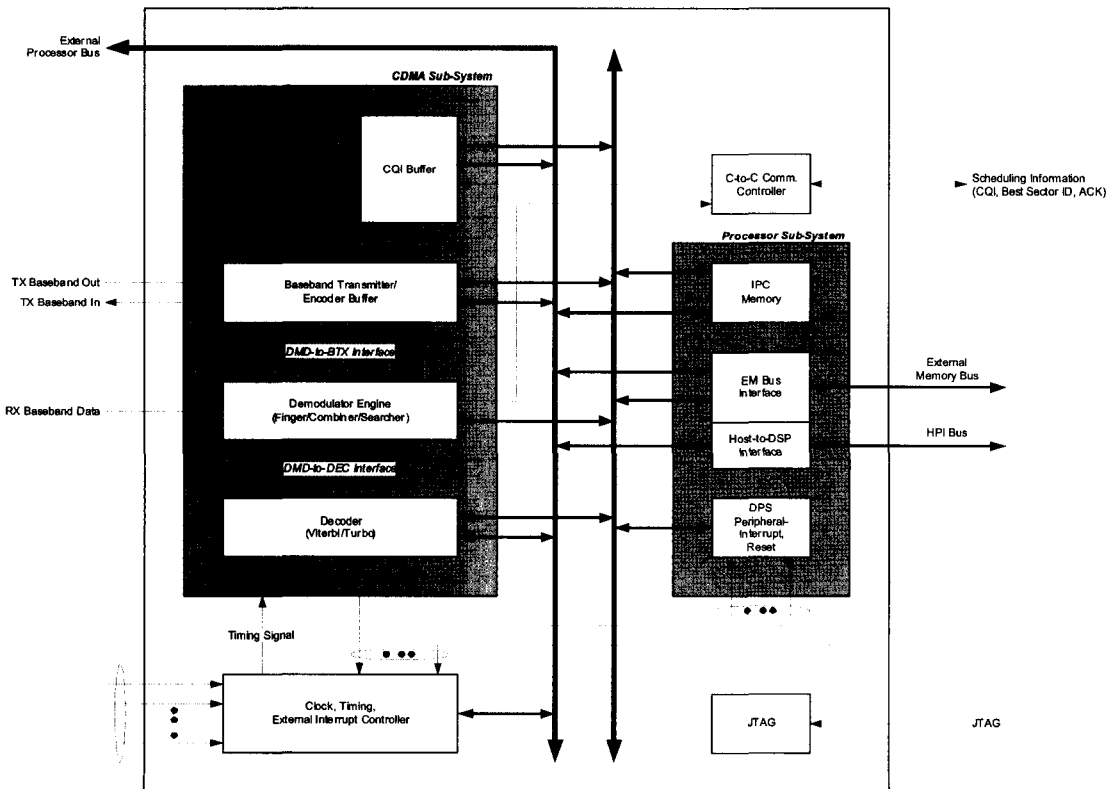 External
Processor Bus
CDMA Sub-System
CQI Buffer
C-to-C Comm.
Controller
Scheduling Information
(CQI, Best Sector ID, ACK)
Processor Sub-System
TX Baseband Out
TX Baseband In
Baseband Transmitter/
Encoder Buffer
IPC
Memory
DMD-to-BTX Interface
External
Memory Bus
EM Bus
Interface
RX Baseband Data
Demodulator Engine
(Finger/Combiner/Searcher)
HPI Bus
Host-to-DSP
Interface
DMD-to-DEC Interface
Decoder
(Viterbi/Turbo)
DPS
Peripheral-
Interrupt,
Reset
Timing Signal
Clock, Timing,
External Interrupt Controller
JTAG
JTAG